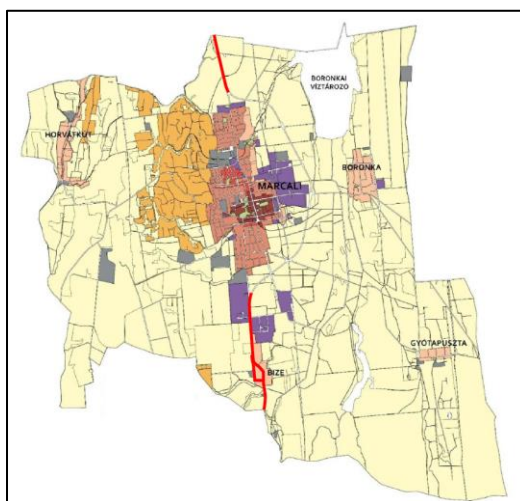 BORONKAI
VÍZTÁROZÓ
HORVÁTKÚT
BORONKA
MARCALI
GYÓTAPUSZTA
BIZE